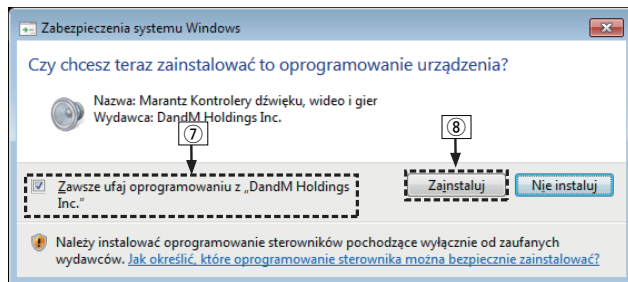 Zabezpieczenia systemu Windows
Czy chcesz teraz zainstalować to oprogramowanie urządzenia?
Nazwa: Marantz Kontrolery dźwięku, wideo i gier
Wydawca: DandM Holdings Inc.
⑦
⑧
Zawsze ufaj oprogramowaniu z „DandM Holdings
Inc.”
Zainstaluj
Nie instaluj
Należy instalować oprogramowanie sterowników pochodzące wyłącznie od zaufanych
wydawców. Jak określić, które oprogramowanie sterownika można bezpiecznie zainstalować?